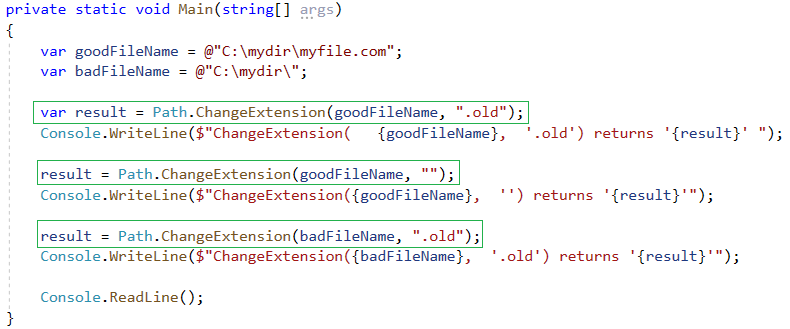 private static void Main(string[] args)
{
    var goodFileName = @"C:\mydir\myfile.com";
    var badFileName = @"C:\mydir\";
    var result = Path.ChangeExtension(goodFileName, ".old");
    Console.WriteLine($"ChangeExtension(   {goodFileName},  '.old') returns '{result}' ");
    result = Path.ChangeExtension(goodFileName, "");
    Console.WriteLine($"ChangeExtension({goodFileName},  '') returns '{result}'");
    result = Path.ChangeExtension(badFileName, ".old");
    Console.WriteLine($"ChangeExtension({badFileName},  '.old') returns '{result}'");
    Console.ReadLine();
}